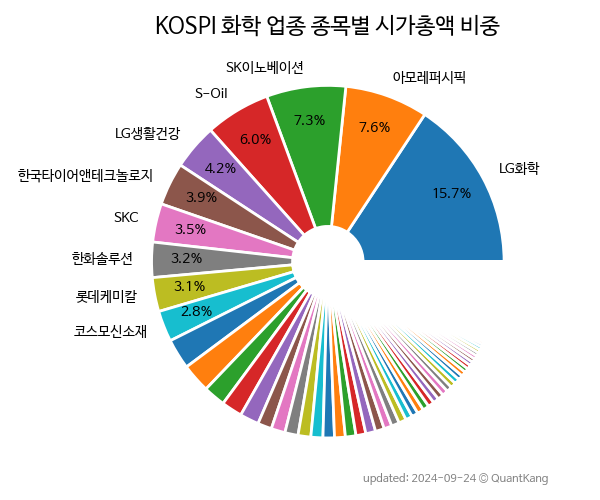 KOSPI 화학 업종 종목별 시가총액 비중
SK이노베이션
아모레퍼시픽
S-Oil
LG생활건강
한국타이어앤테크놀로지
LG화학
SKC
한화솔루션
롯데케미칼
코스모신소재
15.7%
7.6%
7.3%
6.0%
4.2%
3.9%
3.5%
3.2%
3.1%
2.8%
updated: 2024-09-24 © QuantKang